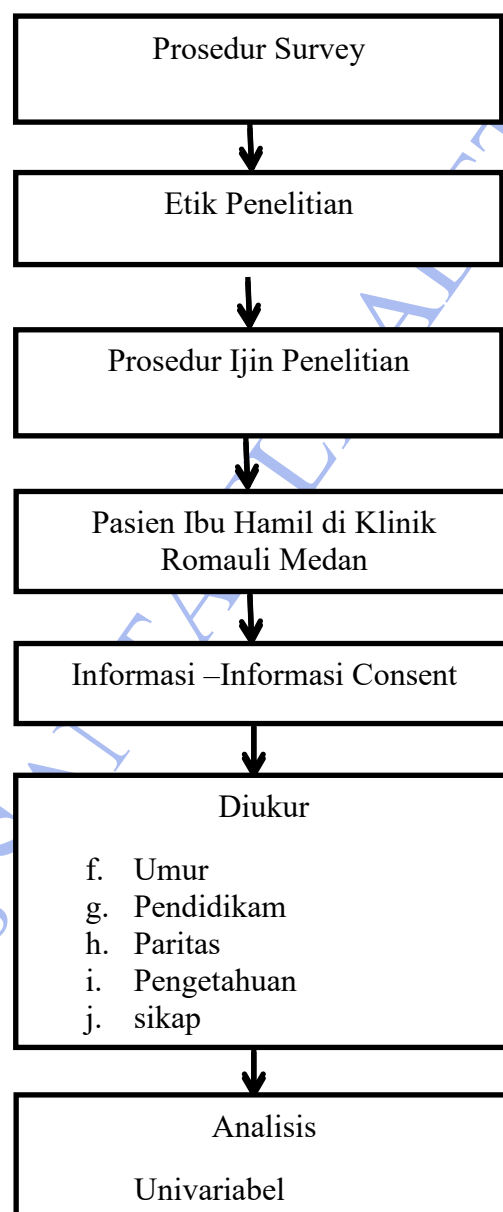 Prosedur Survey
Etik Penelitian
Prosedur Ijin Penelitian
Pasien Ibu Hamil di Klinik
Romauli Medan
Informasi –Informasi Consent
Diukur
f. Umur
g. Pendidikam
h. Paritas
i. Pengetahuan
j. sikap
Analisis
Univariabel